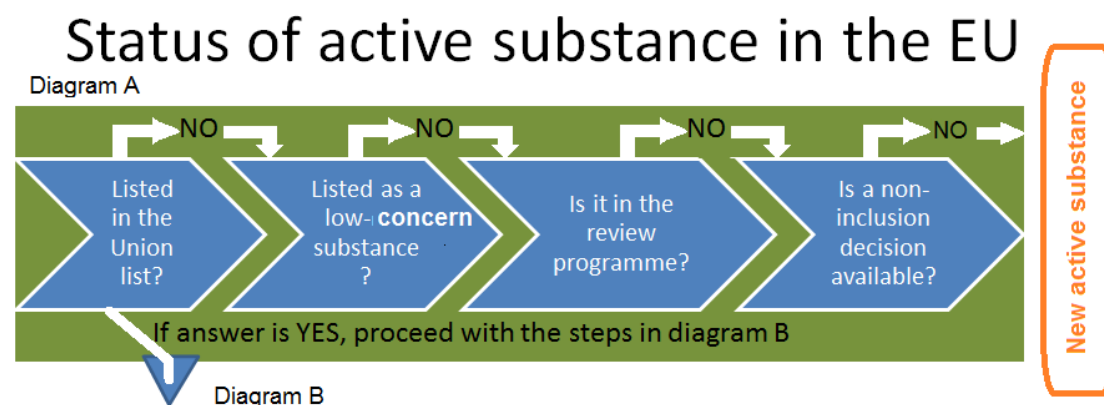 Status of active substance in the EU
Diagram A
NO
NO
NO
NO
Listed
in the
Union
list?
Listed as a
low-concern
substance
?
Is it in the
review
programme?
Is a non-
inclusion
decision
available?
New active substance
If answer is YES, proceed with the steps in diagram B
Diagram B